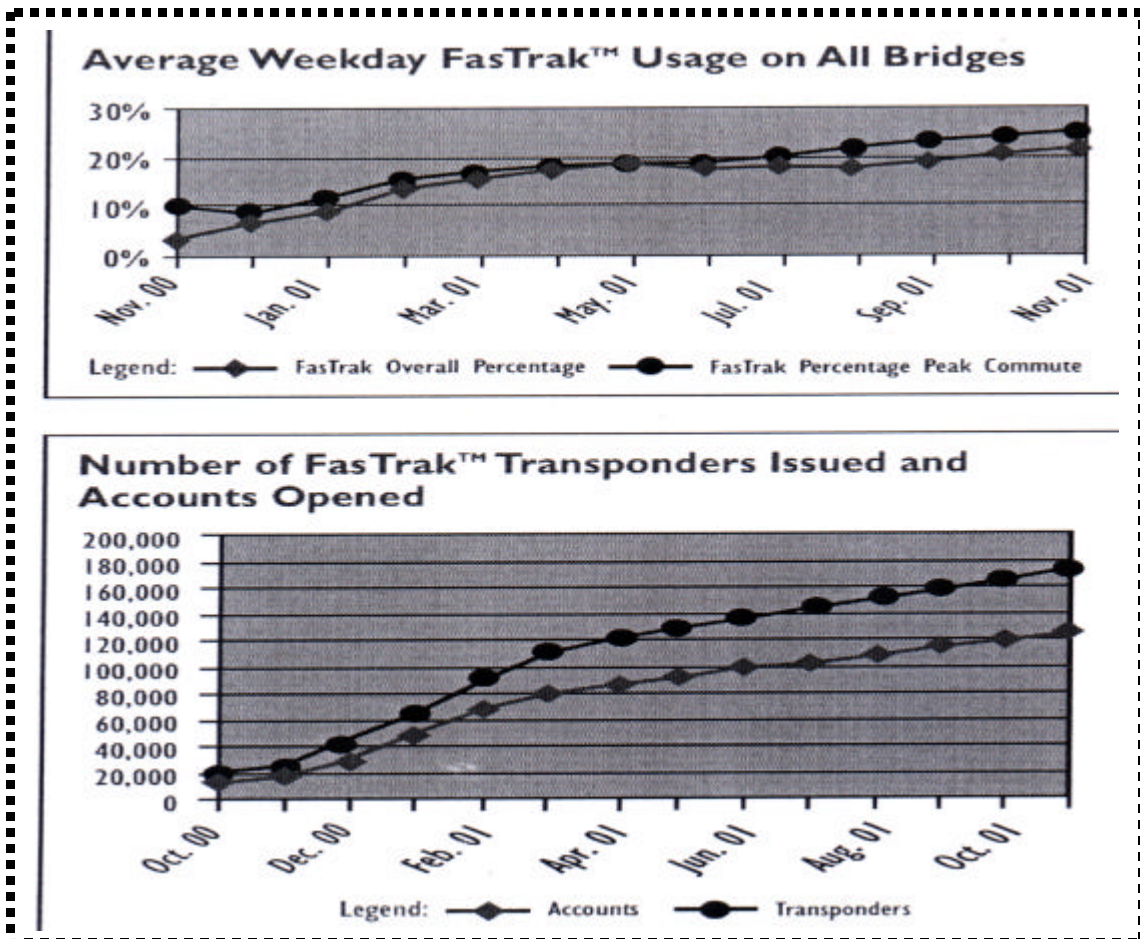 Average Weekday FasTrak™ Usage on All Bridges
30%
20%
10%
0%
Nov. 00
Jan. 01
Mar. 01
May. 01
Jul. 01
Sep. 01
Nov. 01
Legend: FasTrak Overall Percentage FasTrak Percentage Peak Commute
Number of FasTrak™ Transponders Issued and
Accounts Opened
200,000
180,000
160,000
140,000
120,000
100,000
80,000
60,000
40,000
20,000
0
Oct. 00
Dec. 00
Feb. 01
Apr. 01
Jun. 01
Aug. 01
Oct. 01
Legend: Accounts Transponders